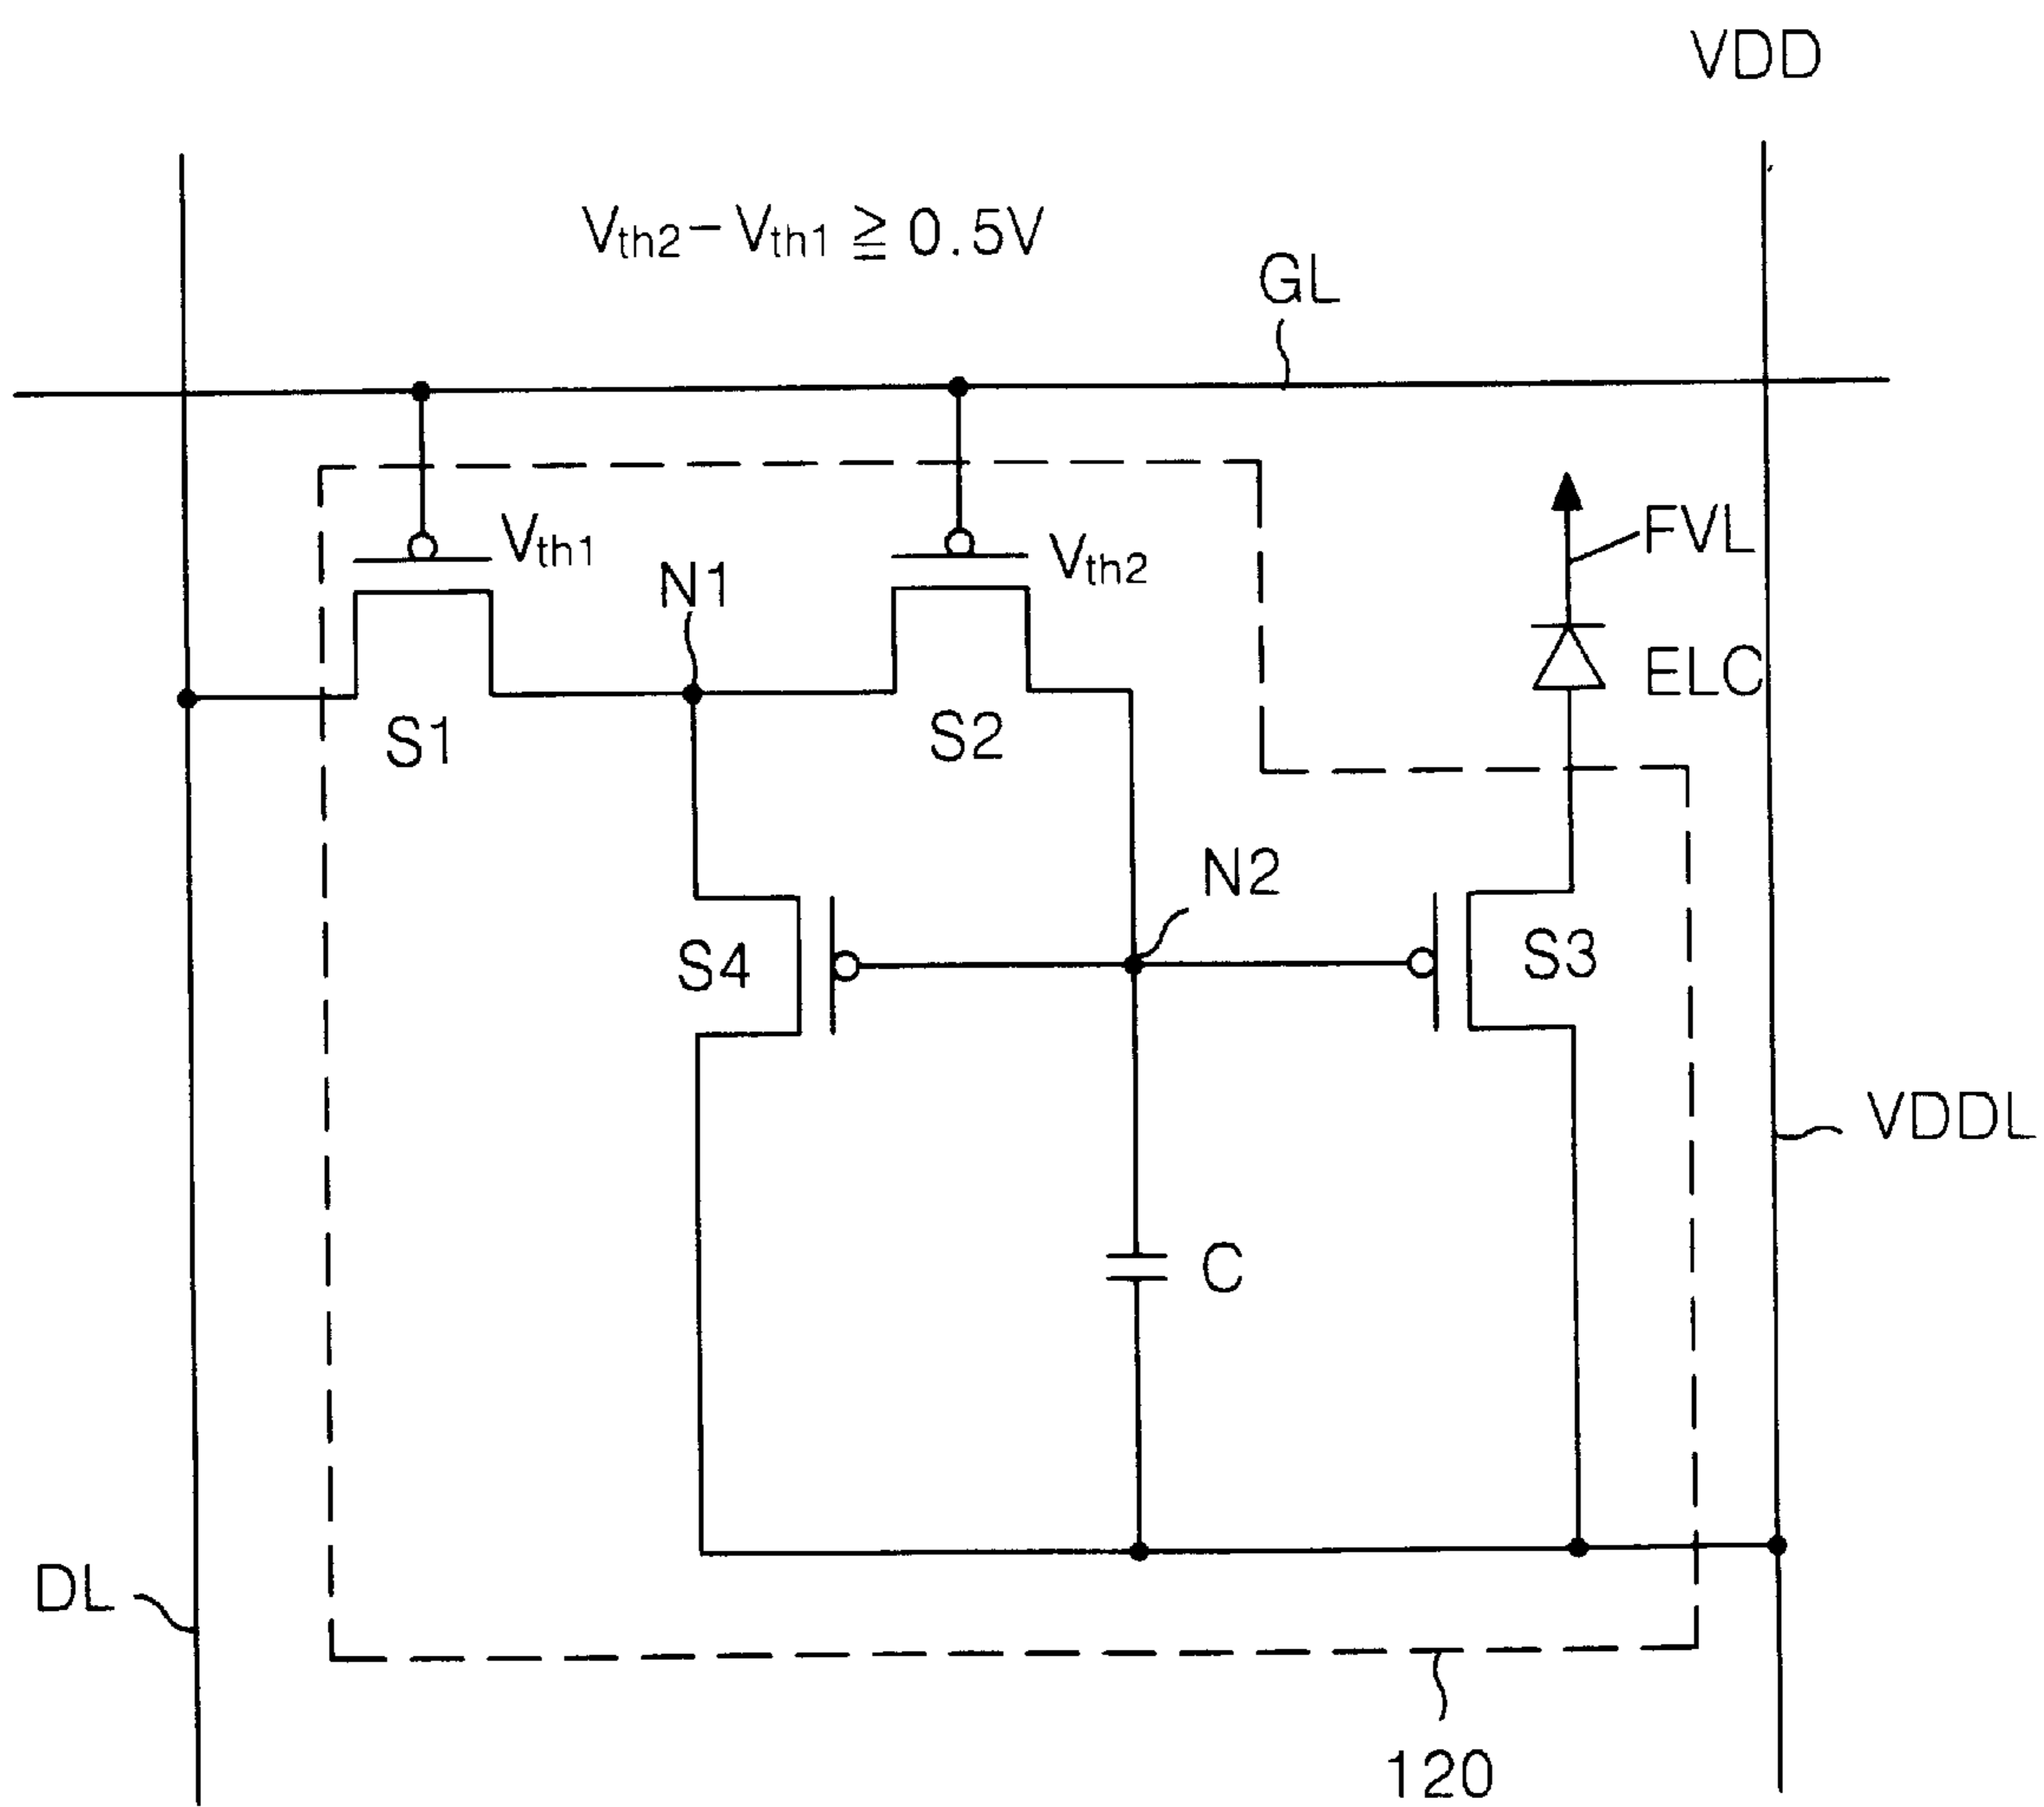 VDD
Vth2-Vth1 ≧ 0.5V
GL
Vth1
Vth2
N1
FVL
ELC
S1
S2
N2
S4
S3
VDDL
C
DL
120